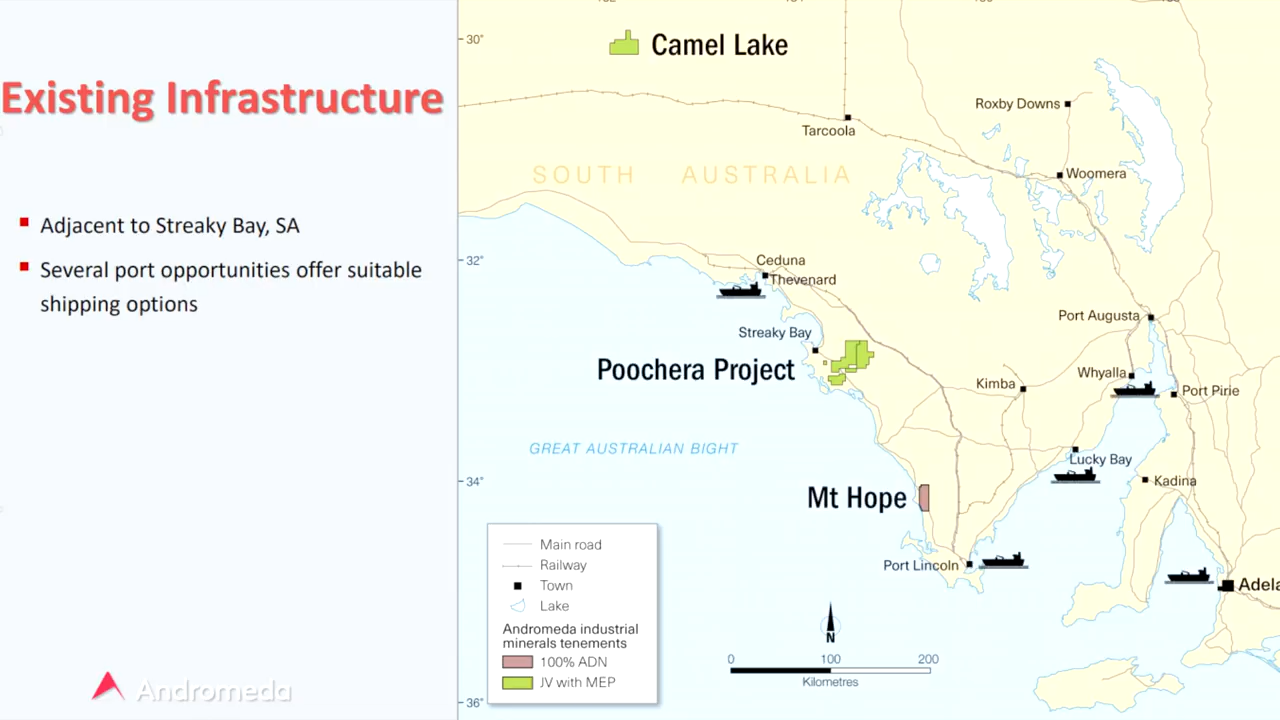 Existing Infrastructure
Adjacent to Streaky Bay, SA
Several port opportunities offer suitable
shipping options
Andromeda
30°
Camel Lake
Roxby Downs
Tarcoola
SOUTH AUSTRALIA
Woomera
32°
Ceduna
Thevenard
Port Augusta
Streaky Bay
Poochera Project
Whyalla
Kimba
Port Pirie
GREAT AUSTRALIAN BIGHT
Lucky Bay
34°
Kadina
Mt Hope
Port Lincoln
Adela
Main road
Railway
Town
Lake
Andromeda industrial
minerals tenements
100% ADN
JV with MEP
N
0 100 200
Kilometres
36°